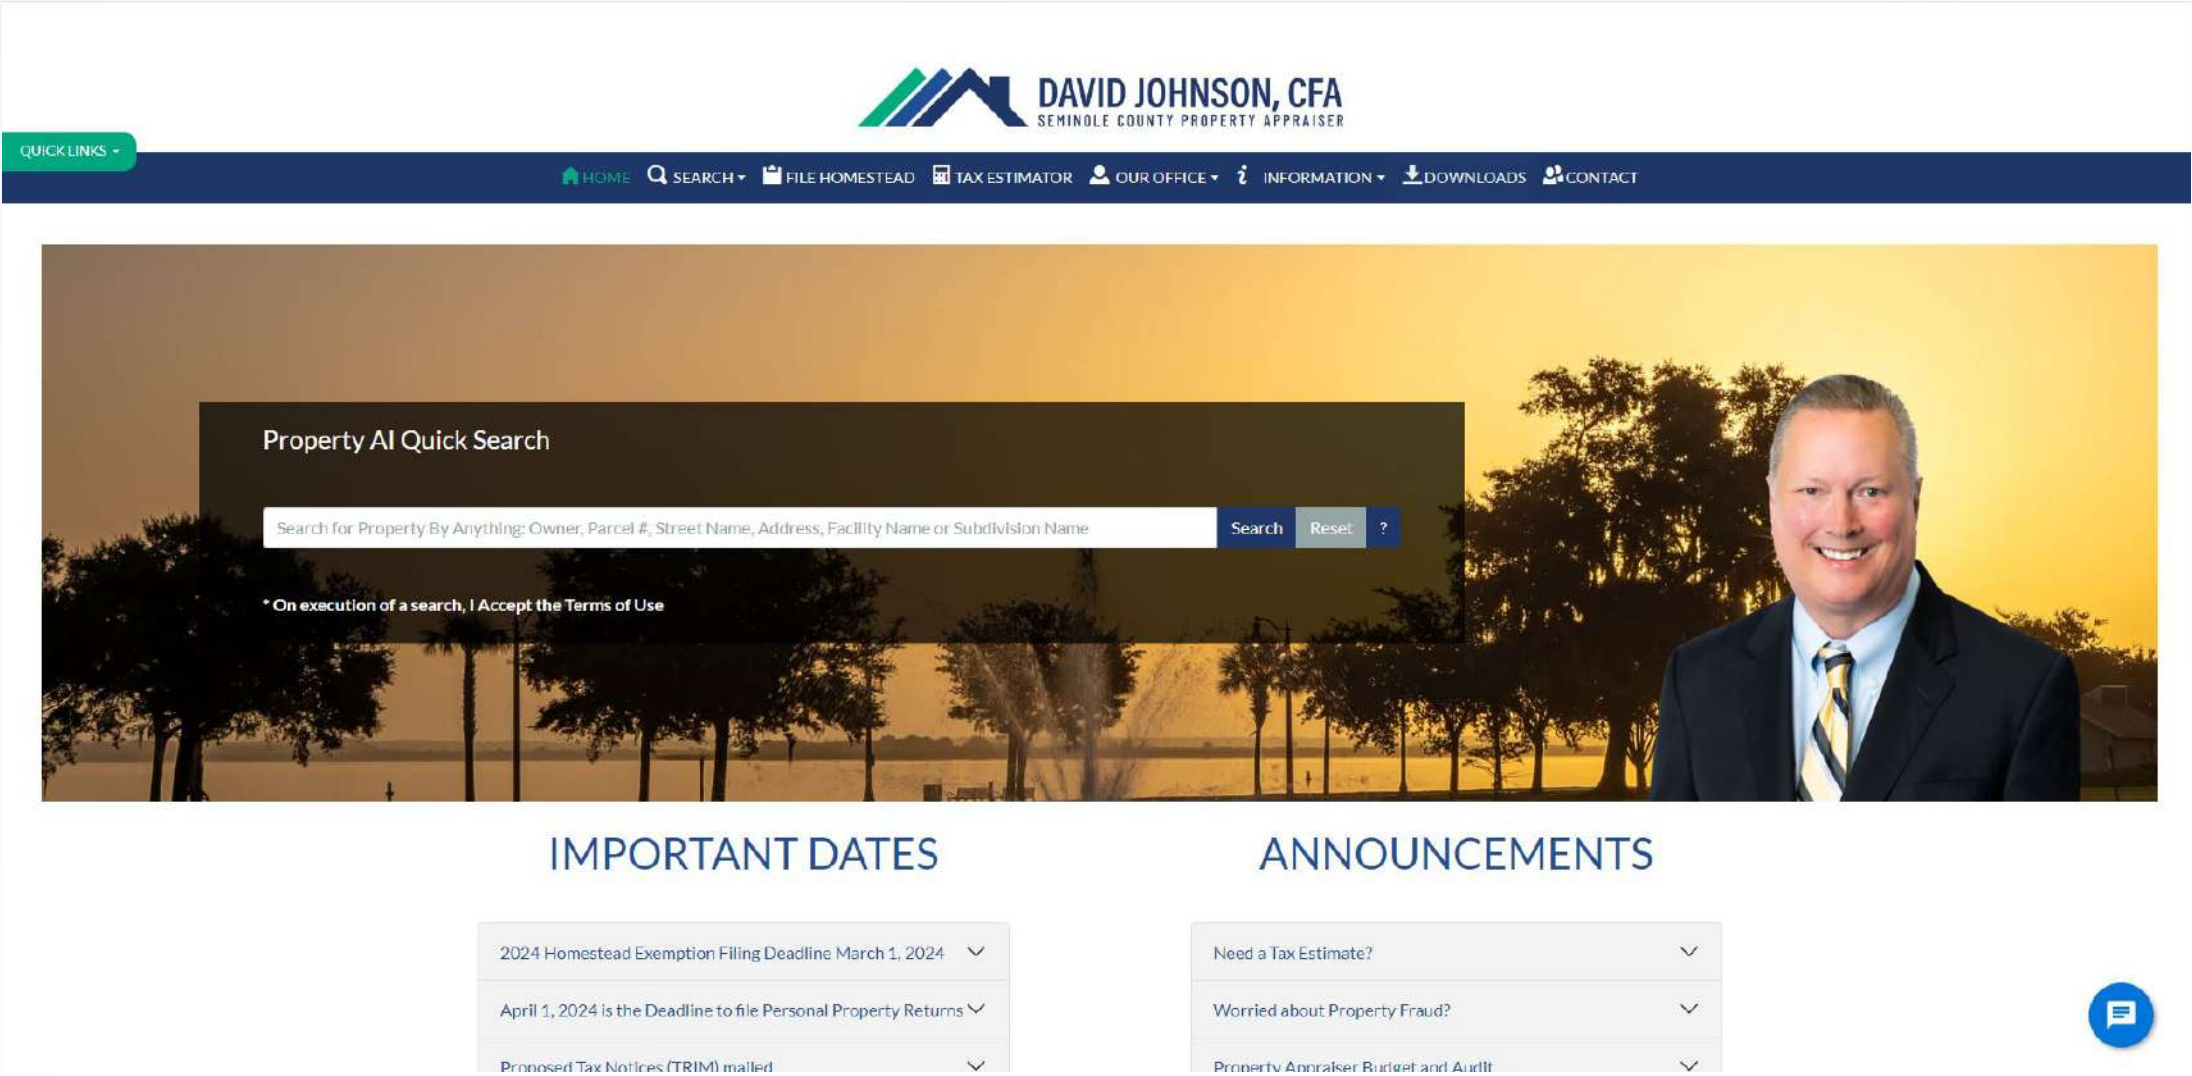 DAVID JOHNSON, CFA
SEMINOLE COUNTY PROPERTY APPRAISER
QUICK LINKS
HOME SEARCH FILE HOMESTEAD TAX ESTIMATOR OUR OFFICE INFORMATION DOWNLOADS CONTACT
Property AI Quick Search
Search for Property By Anything: Owner, Parcel #, Street Name, Address, Facility Name or Subdivision Name Search Reset ?
* On execution of a search, I Accept the Terms of Use
IMPORTANT DATES
2024 Homestead Exemption Filing Deadline March 1, 2024
April 1, 2024 is the Deadline to file Personal Property Returns
Proposed Tax Notices (TRIM) mailed
ANNOUNCEMENTS
Need a Tax Estimate?
Worried about Property Fraud?
Property Appraiser Budget and Audit